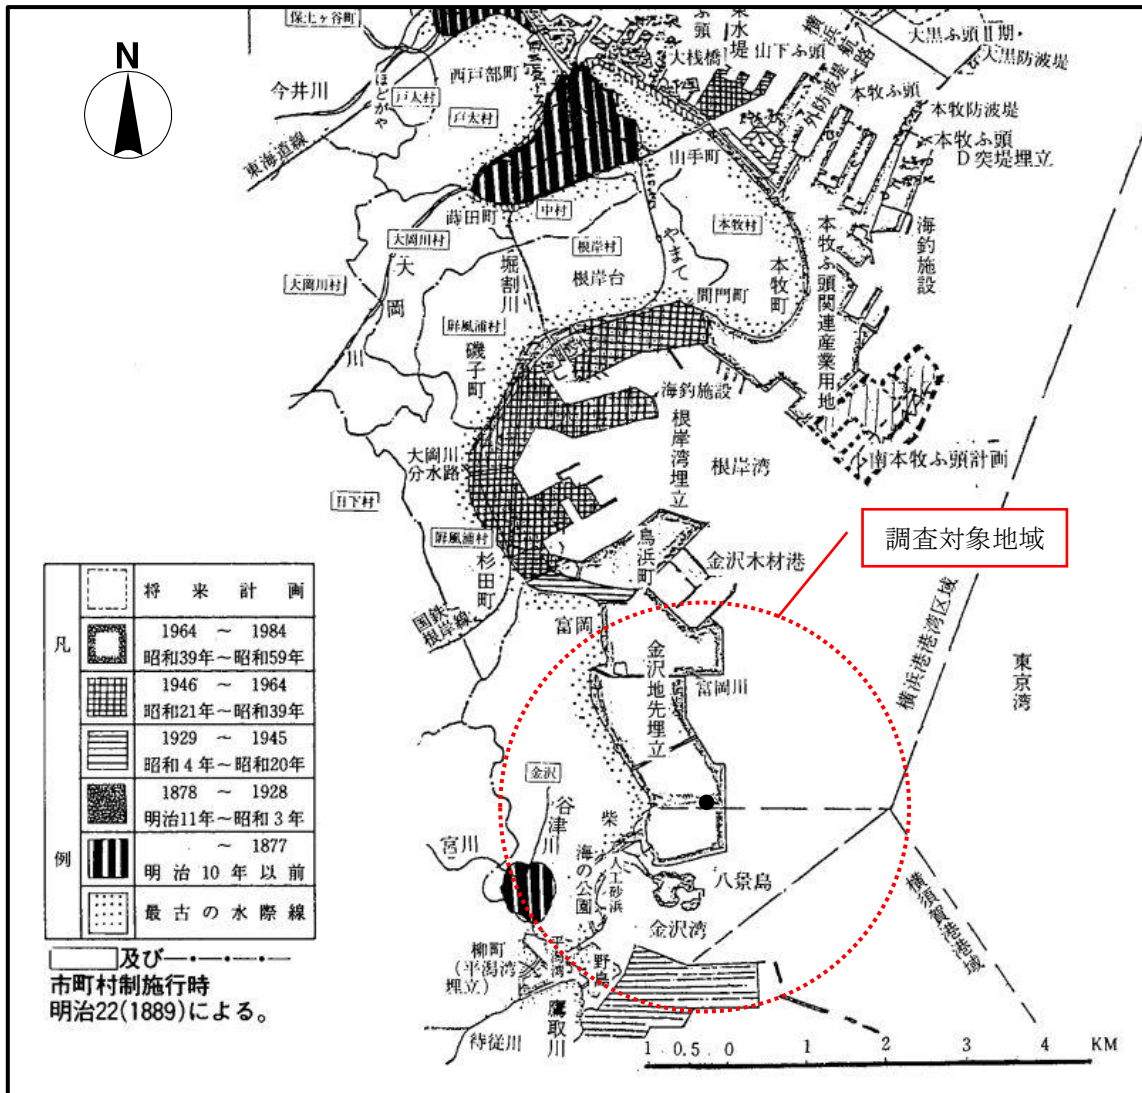 N
保土ヶ谷町
西戸部町
今井川
ほどがや
戸太村
戸太村
東海道線
大桟橋
山下ふ頭
大黒ふ頭Ⅱ期・
大黒防波堤
外防波堤
本牧ふ頭
本牧防波堤
本牧ふ頭
D突堤埋立
山手町
蒔田町
中村
本牧村
大岡川村
根岸村
やまて
堀割川
根岸台
大岡川村
大岡川
間門町
本牧町
海釣施設
本牧ふ頭関連産業用地
屏風浦村
磯子町
海釣施設
根岸湾埋立
根岸湾
南本牧ふ頭計画
大岡川
分水路
日下村
屏風浦村
杉田町
鳥浜町
金沢木材港
調査対象地域
国鉄
根岸線
富岡
金沢地先埋立
富岡川
横浜港港湾区域
東京湾
金沢
谷津川
宮川
柴
海の公園
人工砂浜
八景島
金沢湾
横須賀港港域
柳町
(平潟湾
埋立)
平潟湾
野島
鷹取川
侍従川
凡例
将来計画
1964 ～ 1984
昭和39年～昭和59年
1946 ～ 1964
昭和21年～昭和39年
1929 ～ 1945
昭和4年～昭和20年
1878 ～ 1928
明治11年～昭和3年
～ 1877
明治10年以前
最古の水際線
及び
市町村制施行時
明治22(1889)による。
1 0.5 0 1 2 3 4 KM